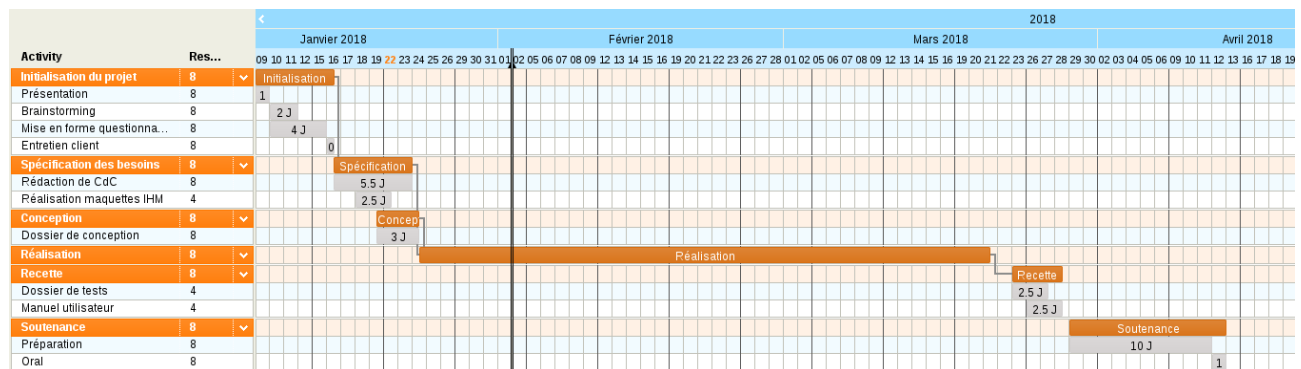 2018
Janvier 2018 Février 2018 Mars 2018 Avril 2018
Activity Res... 09 10 11 12 15 16 17 18 19 22 23 24 25 26 29 30 31 01 02 05 06 07 08 09 12 13 14 15 16 19 20 21 22 23 26 27 28 01 02 05 06 07 08 09 12 13 14 15 16 19 20 21 22 23 26 27 28 29 30 02 03 04 05 06 09 10 11 12 13 16 17 18 19
Initialisation du projet 8 Initialisation
Présentation 8 1
Brainstorming 8 2 J
Mise en forme questionna... 8 4 J
Entretien client 8 0
Spécification des besoins 8 Spécification
Rédaction de CdC 8 5.5 J
Réalisation maquettes IHM 4 2.5 J
Conception 8 Concep
Dossier de conception 8 3 J
Réalisation 8 Réalisation
Recette 8 Recette
Dossier de tests 4 2.5 J
Manuel utilisateur 4 2.5 J
Soutenance 8 Soutenance
Préparation 8 10 J
Oral 8 1